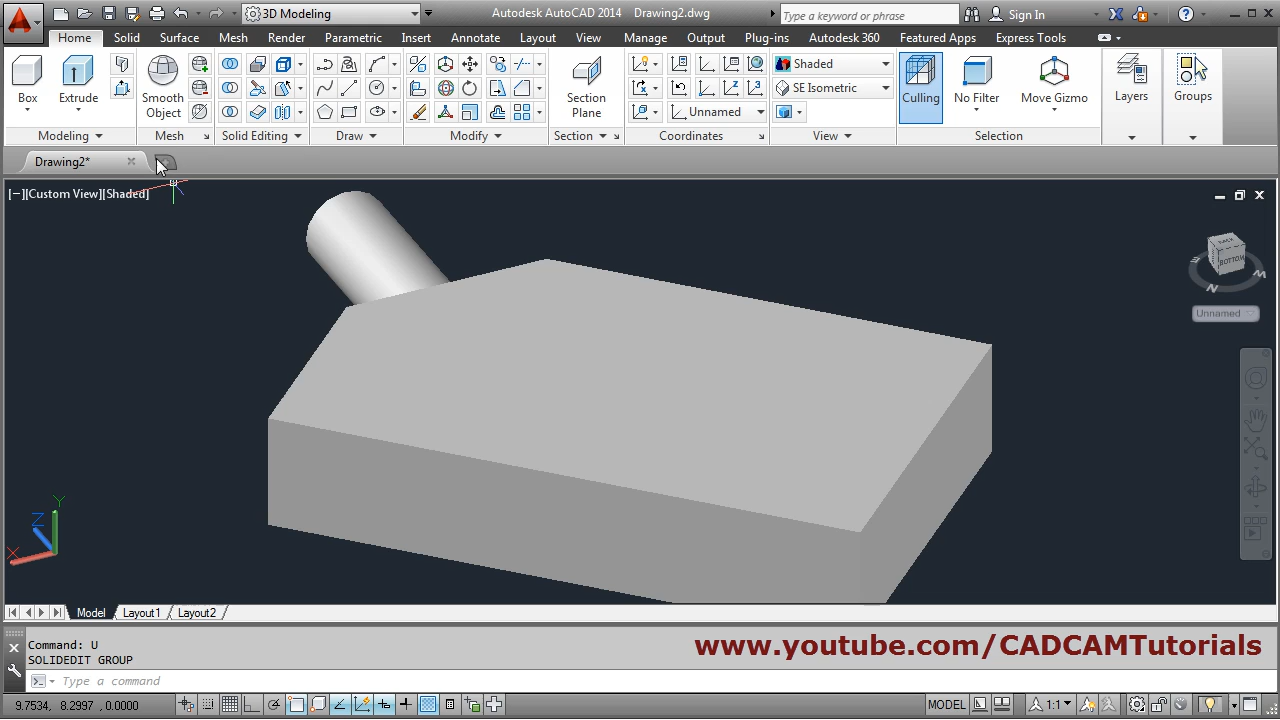 3D Modeling
Autodesk AutoCAD 2014 Drawing2.dwg
Type a keyword or phrase
Sign In
Home Solid Surface Mesh Render Parametric Insert Annotate Layout View Manage Output Plug-ins Autodesk 360 Featured Apps Express Tools
Box
Extrude
Smooth Object
Section Plane
Shaded
SE Isometric
Unnamed
Culling
No Filter
Move Gizmo
Layers
Groups
Modeling Mesh Solid Editing Draw Modify Section Coordinates View Selection
Drawing2*
[−][Custom View][Shaded]
BACK
BOTTOM
N
Unnamed
Y
Z
X
Model Layout1 Layout2
Command: U
SOLIDEDIT GROUP
Type a command
www.youtube.com/CADCAMTutorials
9.7534, 8.2997 , 0.0000
MODEL
1:1